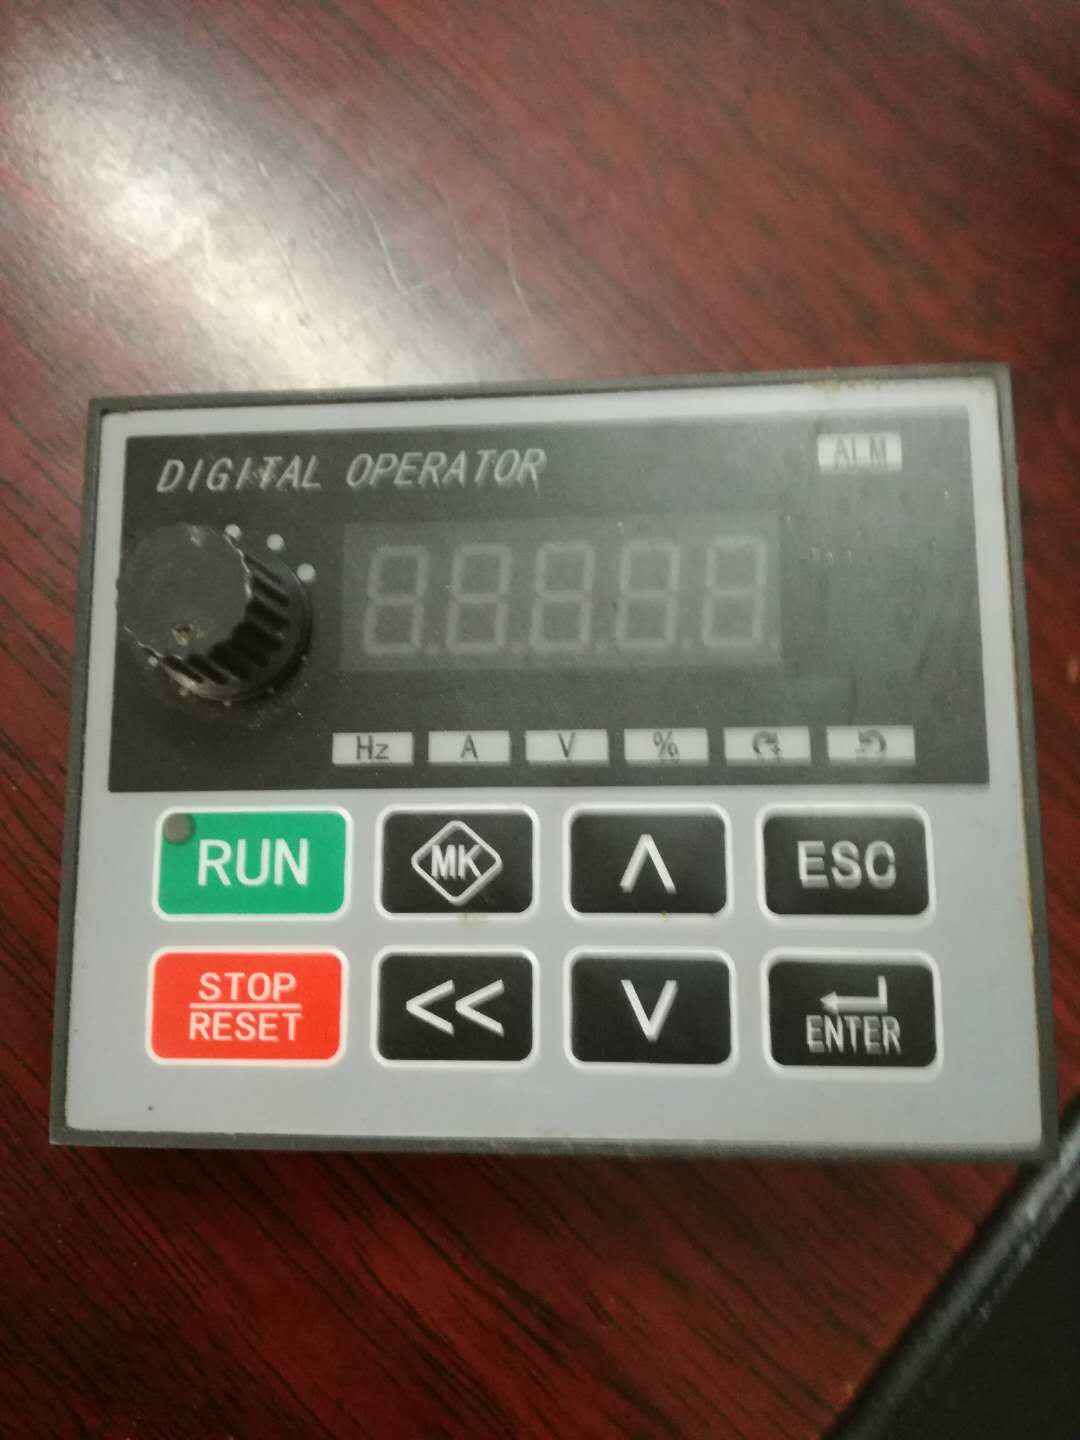 DIGITAL OPERATOR
ALM
Hz A V %
RUN
MK
∧
ESC
STOP
RESET
<<
∨
ENTER